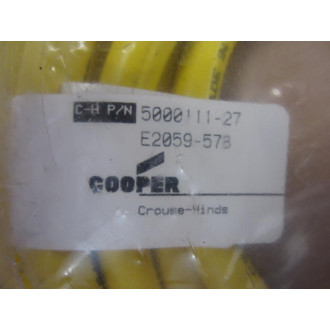 C-H P/N 5000111-27
E2059-578
COOPER
Crouse-Hinds